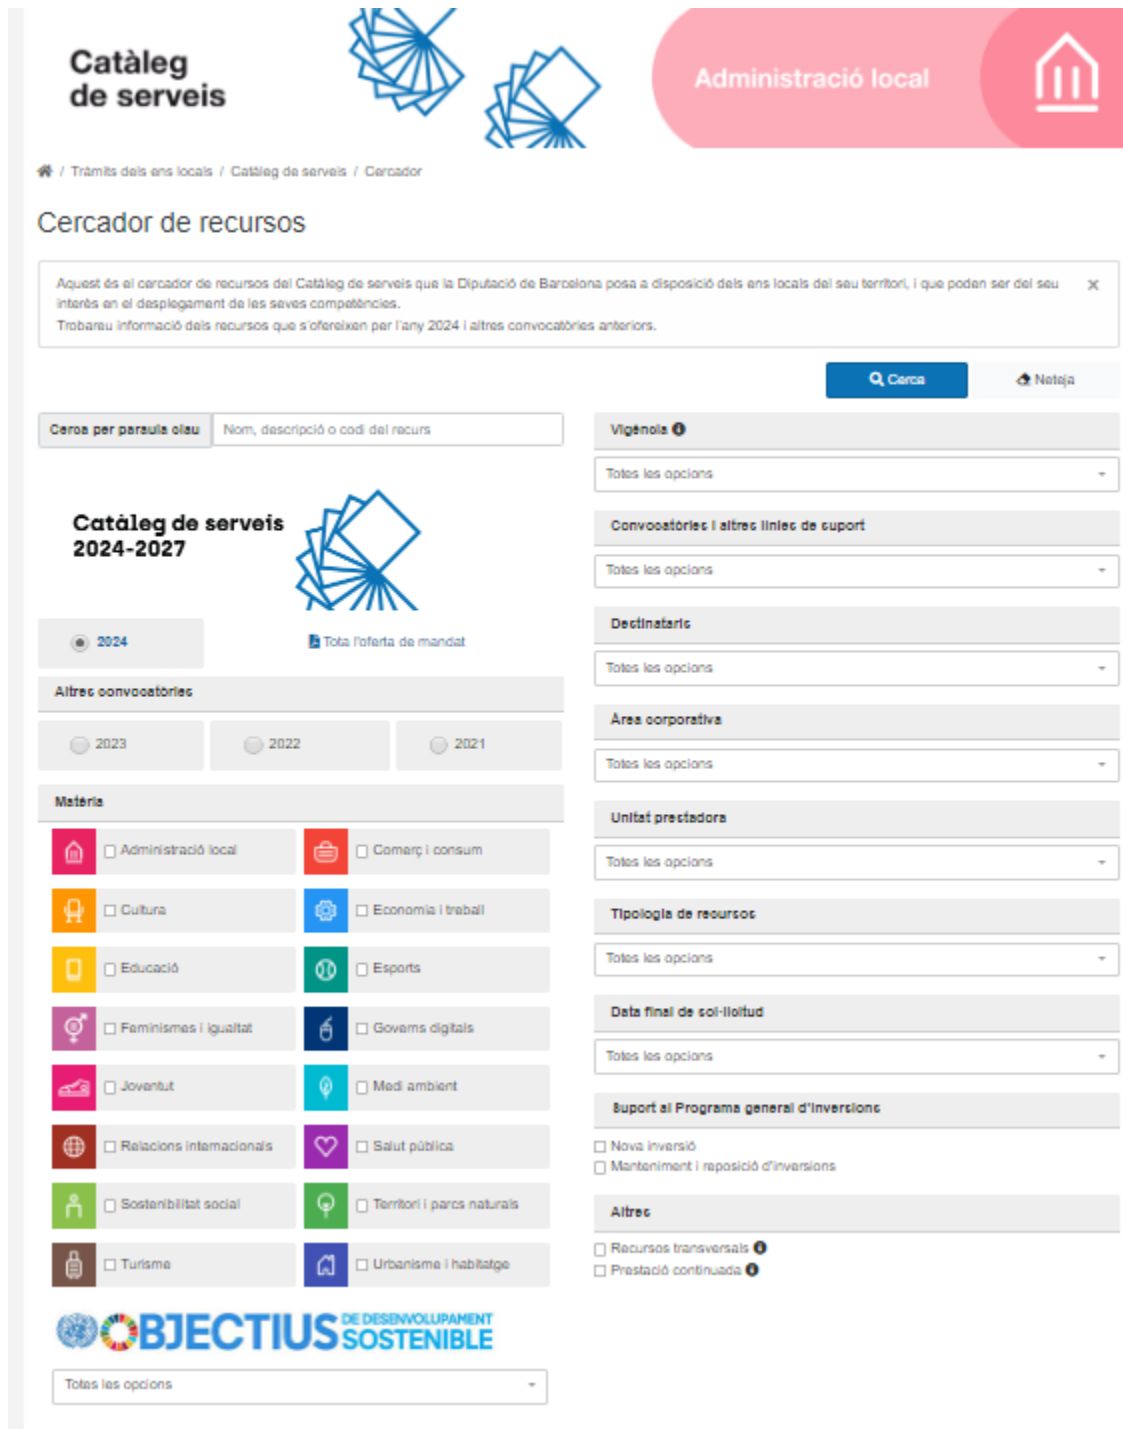 Catàleg
de serveis
Administració local
/ Tràmits dels ens locals / Catàleg de serveis / Cercador
Cercador de recursos
Aquest és el cercador de recursos del Catàleg de serveis que la Diputació de Barcelona posa a disposició dels ens locals del seu territori, i que poden ser del seu
interès en el desplegament de les seves competències.
Trobareu informació dels recursos que s'ofereixen per l'any 2024 i altres convocatòries anteriors.
Cerca
Neteja
Cerca per paraula clau
Nom, descripció o codi del recurs
Catàleg de serveis
2024-2027
2024
Tota l'oferta de mandat
Altres convocatòries
2023
2022
2021
Matèria
Administració local
Comerç i consum
Cultura
Economia i treball
Educació
Esports
Feminismes i igualtat
Governs digitals
Joventut
Medi ambient
Relacions internacionals
Salut pública
Sostenibilitat social
Territori i parcs naturals
Turisme
Urbanisme i habitatge
OBJECTIUS DE DESENVOLUPAMENT
SOSTENIBLE
Totes les opcions
Vigència
Totes les opcions
Convocatòries i altres línies de suport
Totes les opcions
Destinataris
Totes les opcions
Àrea corporativa
Totes les opcions
Unitat prestadora
Totes les opcions
Tipologia de recursos
Totes les opcions
Data final de sol·licitud
Totes les opcions
Suport al Programa general d'inversions
Nova inversió
Manteniment i reposició d'inversions
Altres
Recursos transversals
Prestació continuada